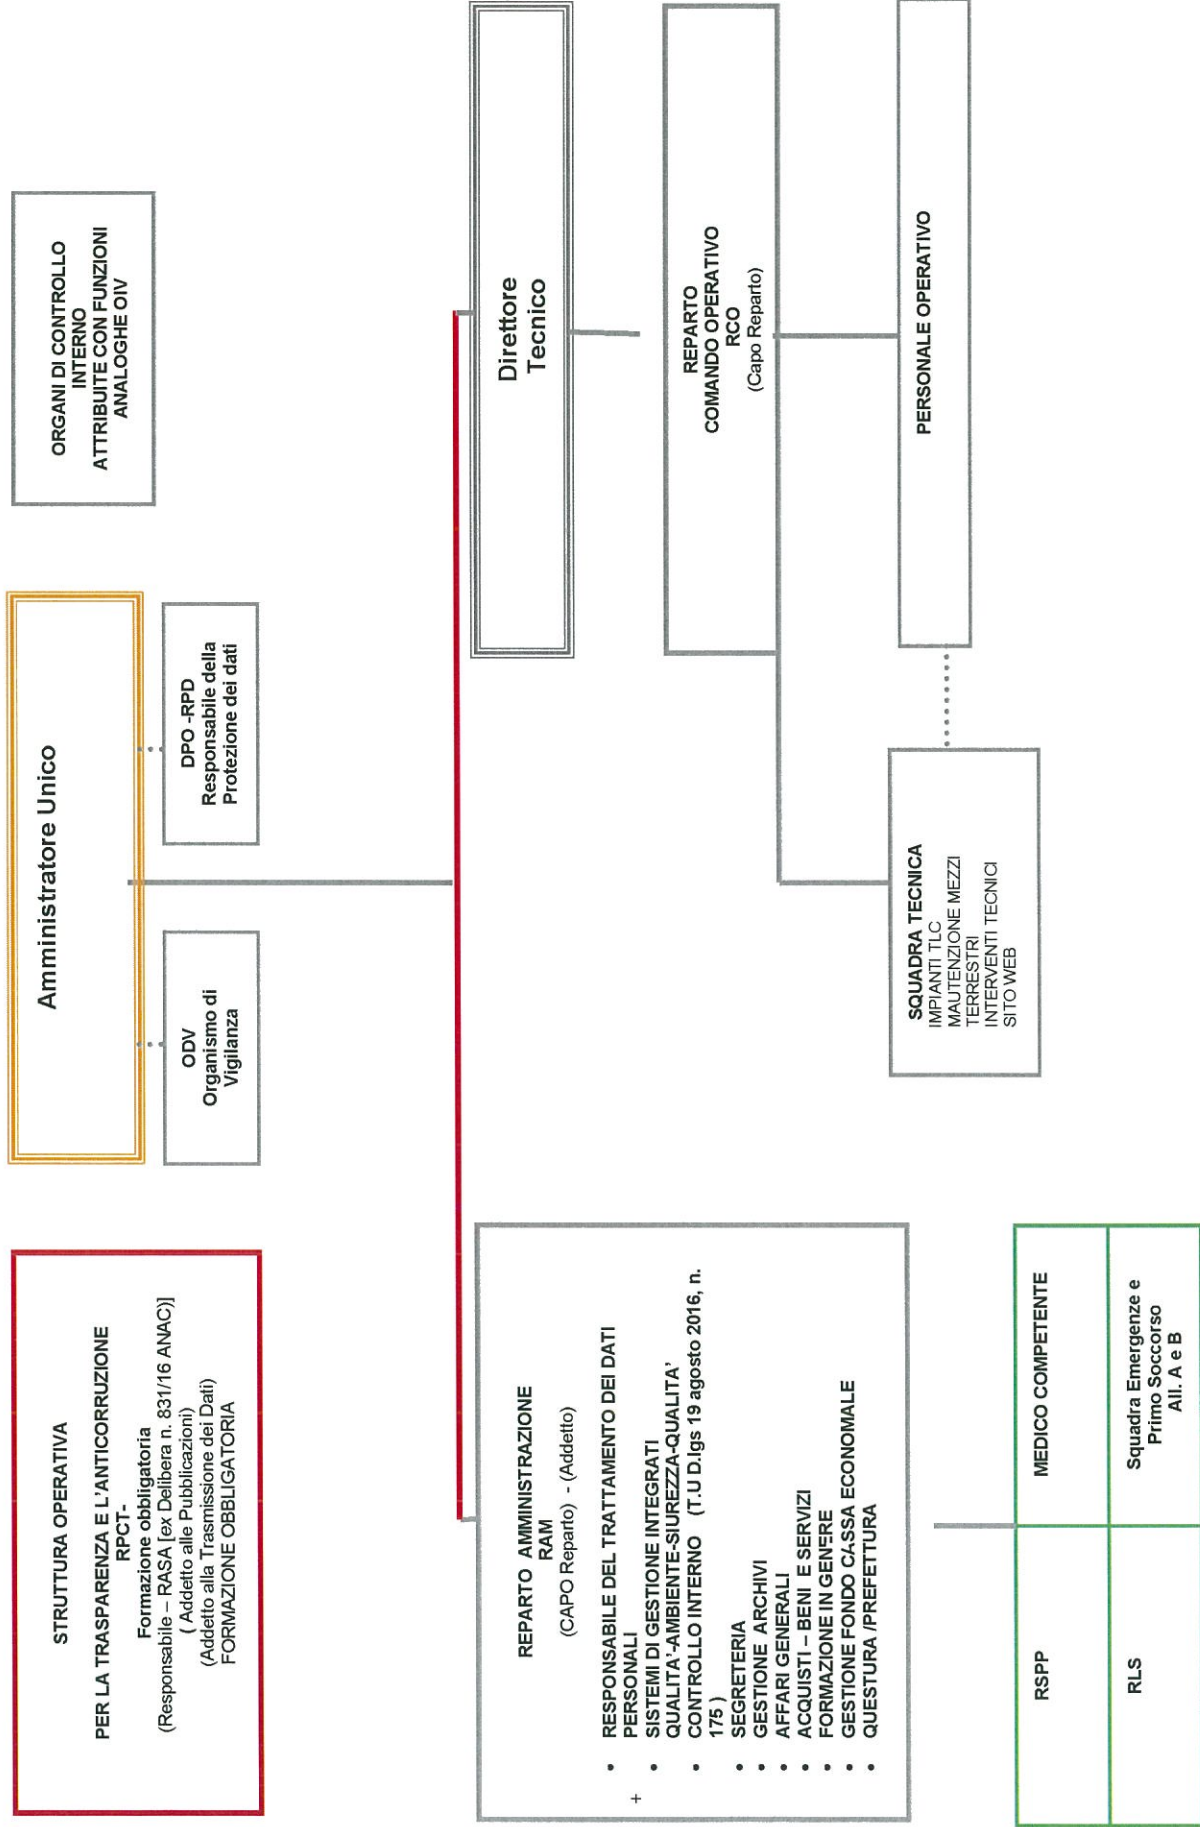 STRUTTURA OPERATIVA
PER LA TRASPARENZA E L'ANTICORRUZIONE
RPCT-
Formazione obbligatoria
(Responsabile – RASA [ex Delibera n. 831/16 ANAC)]
( Addetto alle Pubblicazioni)
(Addetto alla Trasmissione dei Dati)
FORMAZIONE OBBLIGATORIA
Amministratore Unico
ODV
Organismo di
Vigilanza
DPO -RPD
Responsabile della
Protezione dei dati
ORGANI DI CONTROLLO
INTERNO
ATTRIBUITE CON FUNZIONI
ANALOGHE OIV
REPARTO AMMINISTRAZIONE
RAM
(CAPO Reparto) - (Addetto)
• RESPONSABILE DEL TRATTAMENTO DEI DATI
+ PERSONALI
• SISTEMI DI GESTIONE INTEGRATI
QUALITA'-AMBIENTE-SIUREZZA-QUALITA'
• CONTROLLO INTERNO (T.U D.lgs 19 agosto 2016, n.
175 )
• SEGRETERIA
• GESTIONE ARCHIVI
• AFFARI GENERALI
• ACQUISTI – BENI E SERVIZI
• FORMAZIONE IN GENERE
• GESTIONE FONDO CASSA ECONOMALE
• QUESTURA /PREFETTURA
Direttore
Tecnico
REPARTO
COMANDO OPERATIVO
RCO
(Capo Reparto)
SQUADRA TECNICA
IMPIANTI TLC
MAUTENZIONE MEZZI
TERRESTRI
INTERVENTI TECNICI
SITO WEB
PERSONALE OPERATIVO
RSPP
MEDICO COMPETENTE
RLS
Squadra Emergenze e
Primo Soccorso
All. A e B